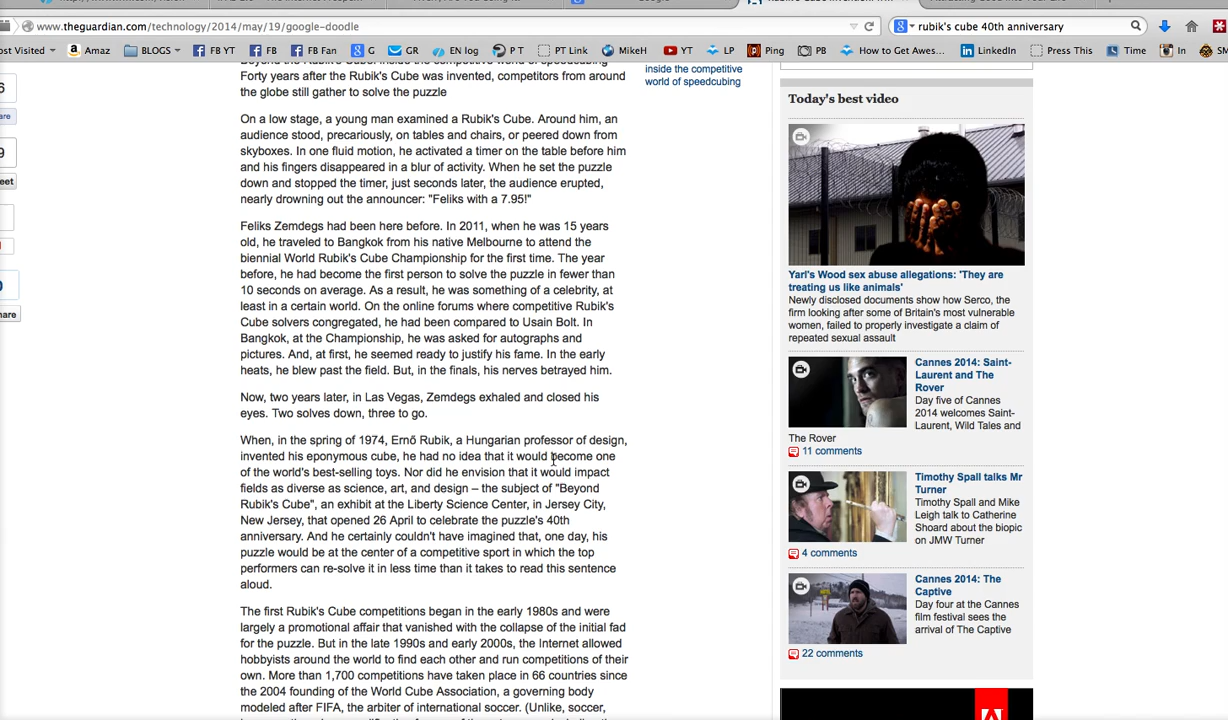 www.theguardian.com/technology/2014/may/19/google-doodle
rubik's cube 40th anniversary
Most Visited
Amaz
BLOGS
FB YT
FB
FB Fan
G
GR
EN log
P T
PT Link
MikeH
YT
LP
Ping
PB
How to Get Awes...
LinkedIn
Press This
Time
In
Forty years after the Rubik's Cube was invented, competitors from around
the globe still gather to solve the puzzle
On a low stage, a young man examined a Rubik's Cube. Around him, an
audience stood, precariously, on tables and chairs, or peered down from
skyboxes. In one fluid motion, he activated a timer on the table before him
and his fingers disappeared in a blur of activity. When he set the puzzle
down and stopped the timer, just seconds later, the audience erupted,
nearly drowning out the announcer: "Feliks with a 7.95!"
Feliks Zemdegs had been here before. In 2011, when he was 15 years
old, he traveled to Bangkok from his native Melbourne to attend the
biennial World Rubik's Cube Championship for the first time. The year
before, he had become the first person to solve the puzzle in fewer than
10 seconds on average. As a result, he was something of a celebrity, at
least in a certain world. On the online forums where competitive Rubik's
Cube solvers congregated, he had been compared to Usain Bolt. In
Bangkok, at the Championship, he was asked for autographs and
pictures. And, at first, he seemed ready to justify his fame. In the early
heats, he blew past the field. But, in the finals, his nerves betrayed him.
Now, two years later, in Las Vegas, Zemdegs exhaled and closed his
eyes. Two solves down, three to go.
When, in the spring of 1974, Ernő Rubik, a Hungarian professor of design,
invented his eponymous cube, he had no idea that it would become one
of the world's best-selling toys. Nor did he envision that it would impact
fields as diverse as science, art, and design – the subject of "Beyond
Rubik's Cube", an exhibit at the Liberty Science Center, in Jersey City,
New Jersey, that opened 26 April to celebrate the puzzle's 40th
anniversary. And he certainly couldn't have imagined that, one day, his
puzzle would be at the center of a competitive sport in which the top
performers can re-solve it in less time than it takes to read this sentence
aloud.
The first Rubik's Cube competitions began in the early 1980s and were
largely a promotional affair that vanished with the collapse of the initial fad
for the puzzle. But in the late 1990s and early 2000s, the Internet allowed
hobbyists around the world to find each other and run competitions of their
own. More than 1,700 competitions have taken place in 66 countries since
the 2004 founding of the World Cube Association, a governing body
modeled after FIFA, the arbiter of international soccer. (Unlike, soccer,
inside the competitive
world of speedcubing
Today's best video
Yarl's Wood sex abuse allegations: 'They are
treating us like animals'
Newly disclosed documents show how Serco, the
firm looking after some of Britain's most vulnerable
women, failed to properly investigate a claim of
repeated sexual assault
Cannes 2014: Saint-
Laurent and The
Rover
Day five of Cannes
2014 welcomes Saint-
Laurent, Wild Tales and
The Rover
11 comments
Timothy Spall talks Mr
Turner
Timothy Spall and Mike
Leigh talk to Catherine
Shoard about the biopic
on JMW Turner
4 comments
Cannes 2014: The
Captive
Day four at the Cannes
film festival sees the
arrival of The Captive
22 comments